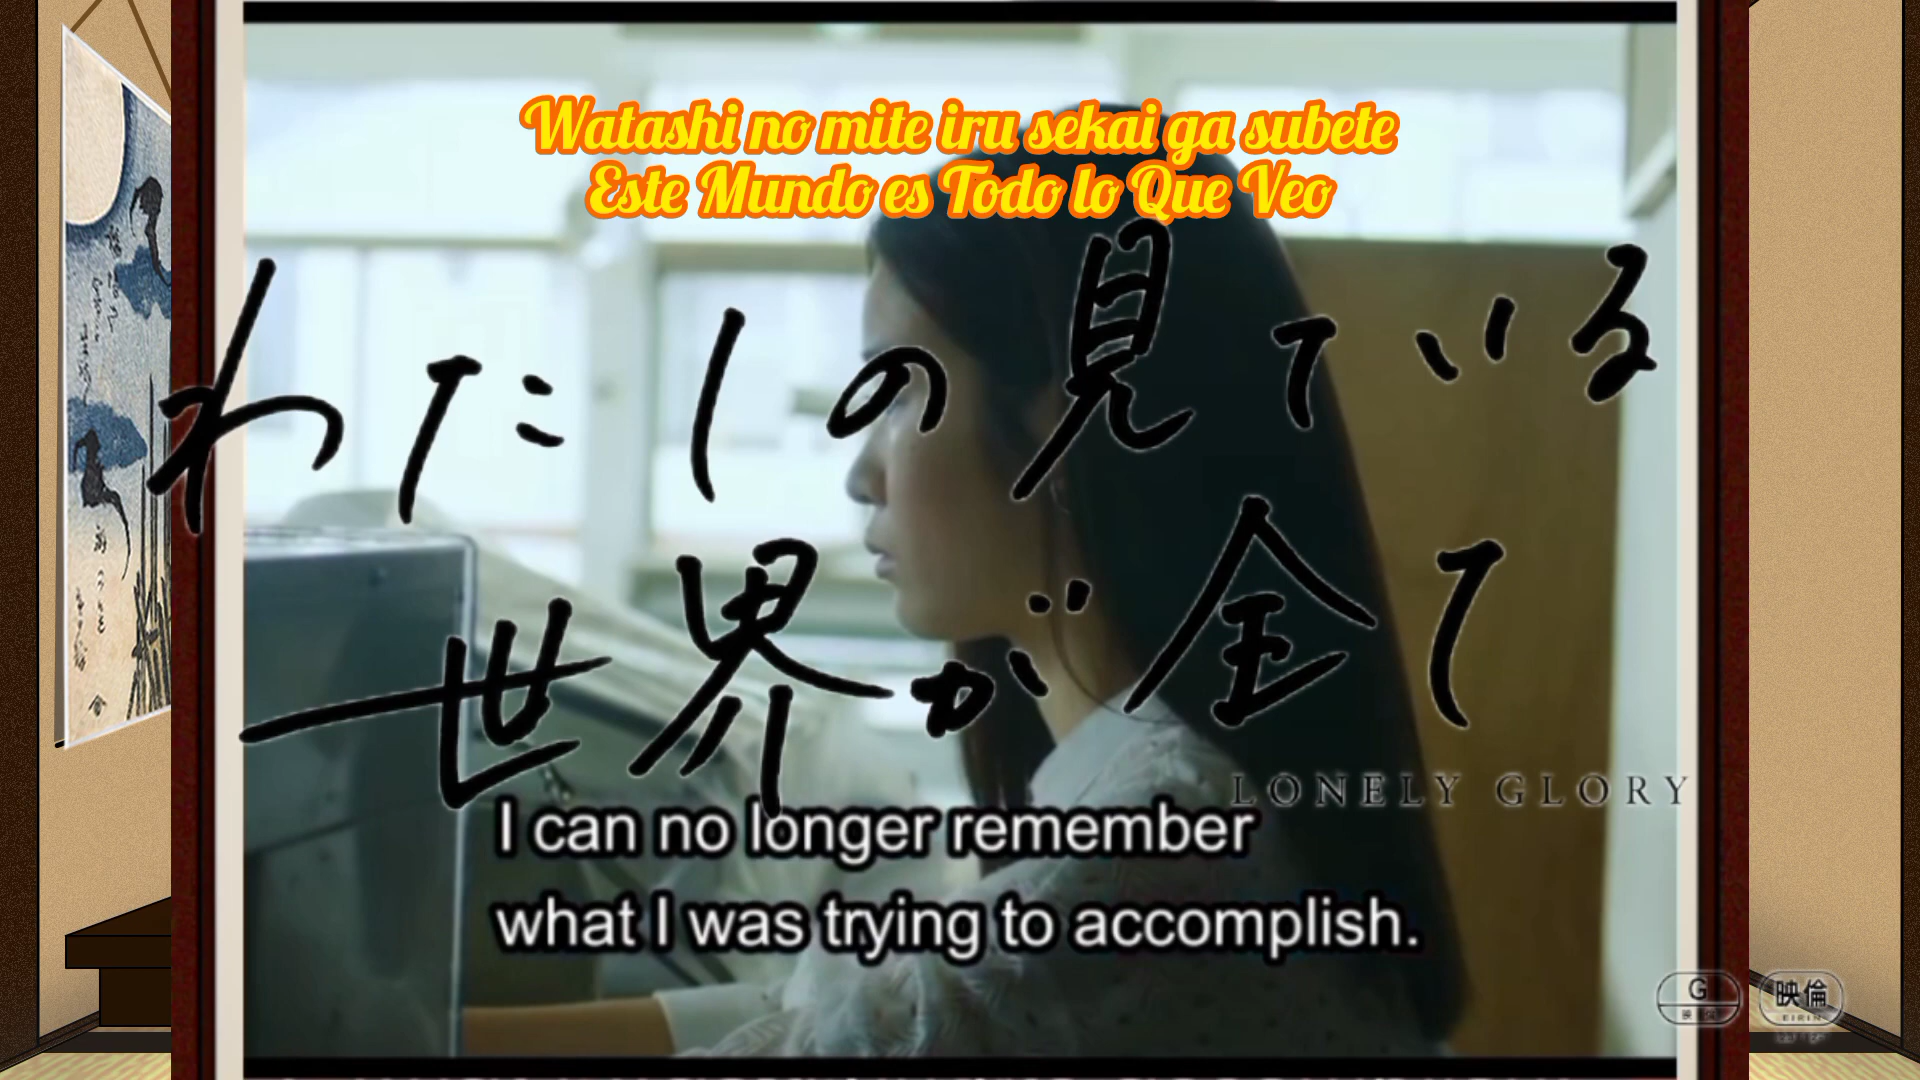 Watashi no mite iru sekai ga subete
Este Mundo es Todo lo Que Veo
わたしの見ている
世界が全て
LONELY GLORY
I can no longer remember
what I was trying to accomplish.
G
映倫
EIRIN